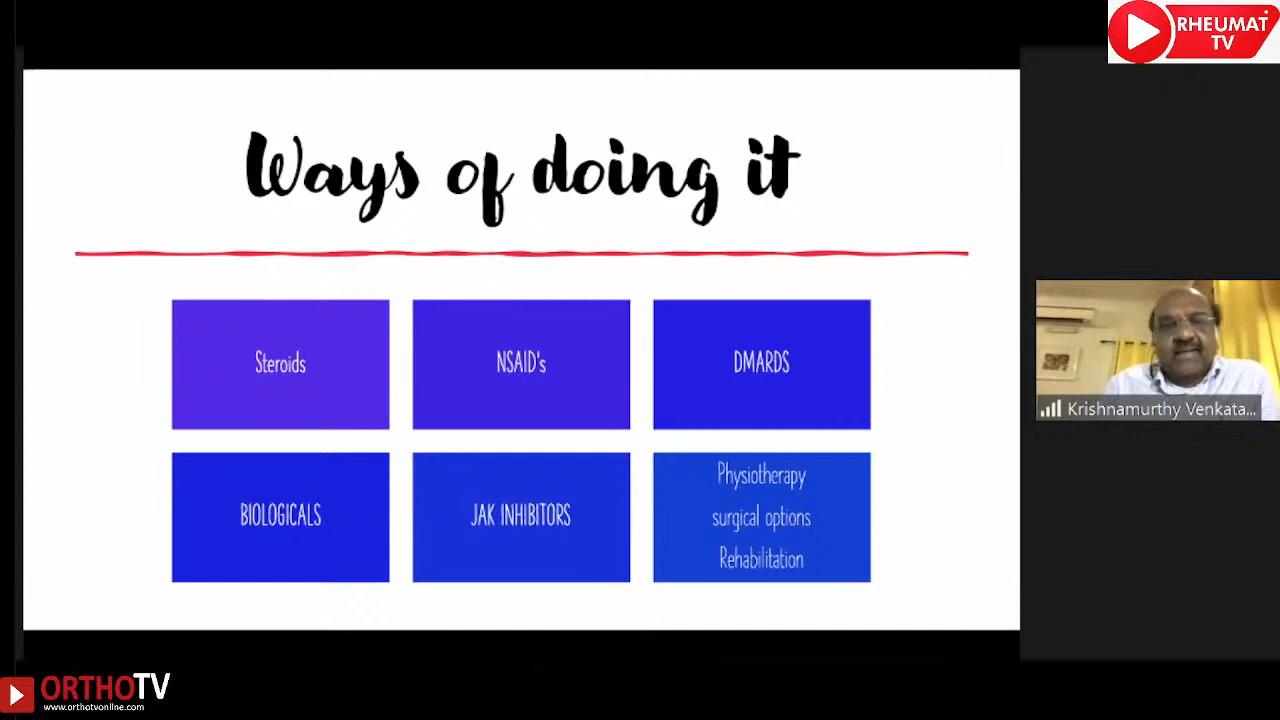 RHEUMAT
TV
Ways of doing it
Steroids
NSAID's
DMARDS
BIOLOGICALS
JAK INHIBITORS
Physiotherapy
surgical options
Rehabilitation
Krishnamurthy Venkata...
ORTHOTV
www.orthotvonline.com